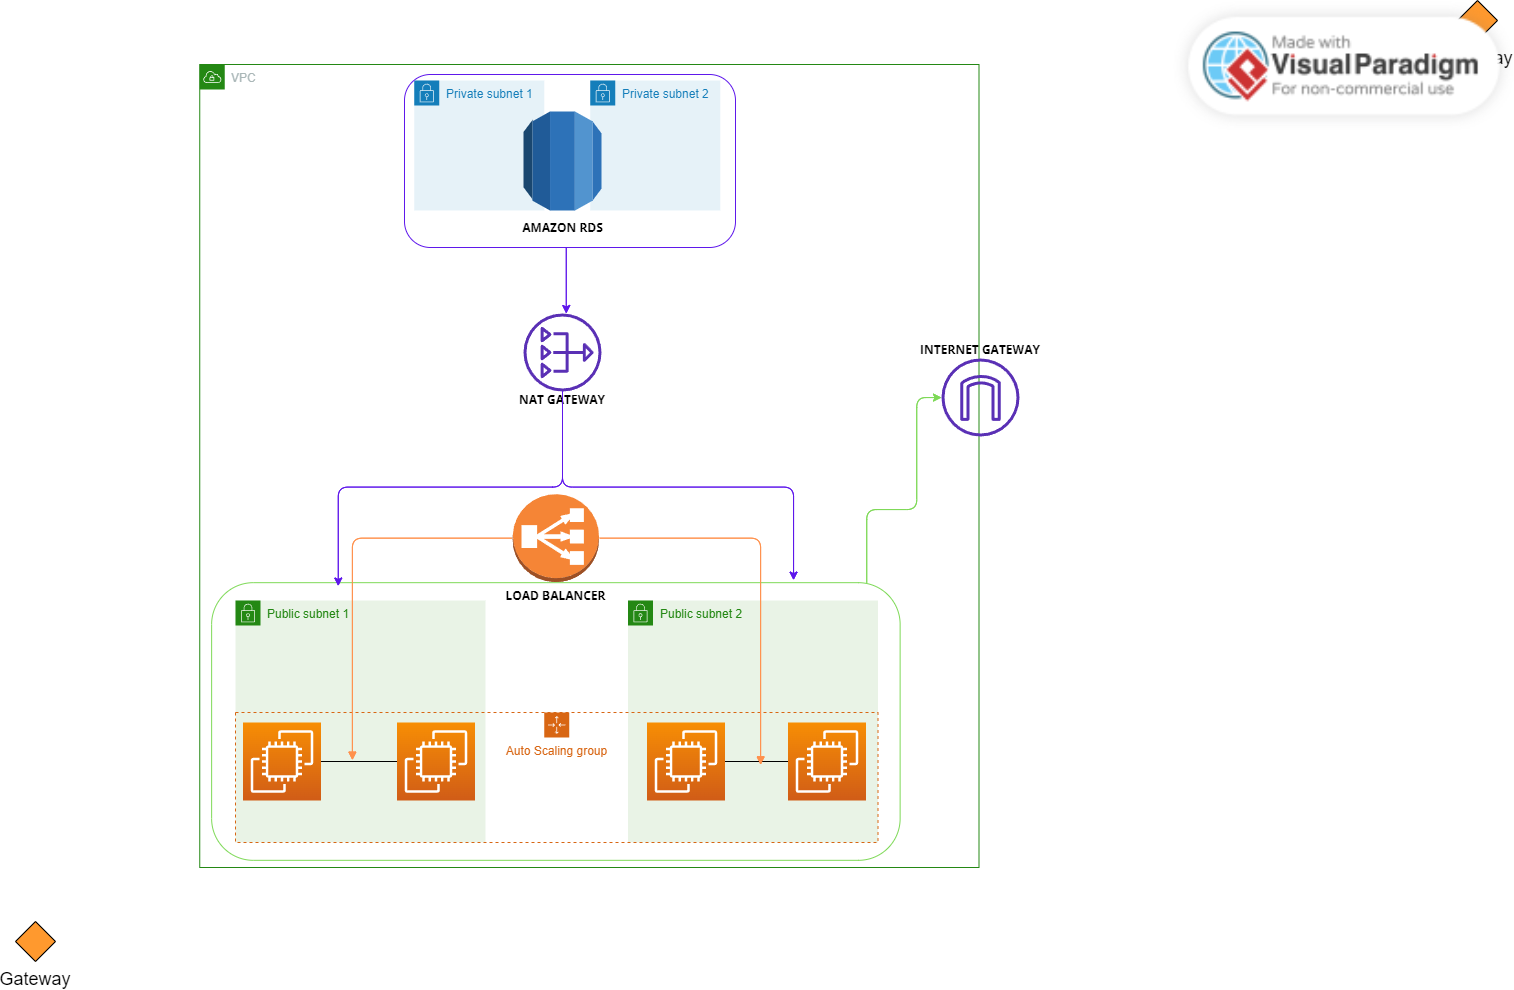 Made with
Visual Paradigm
For non-commercial use
ay
VPC
Private subnet 1
Private subnet 2
AMAZON RDS
NAT GATEWAY
INTERNET GATEWAY
LOAD BALANCER
Public subnet 1
Public subnet 2
Auto Scaling group
Gateway